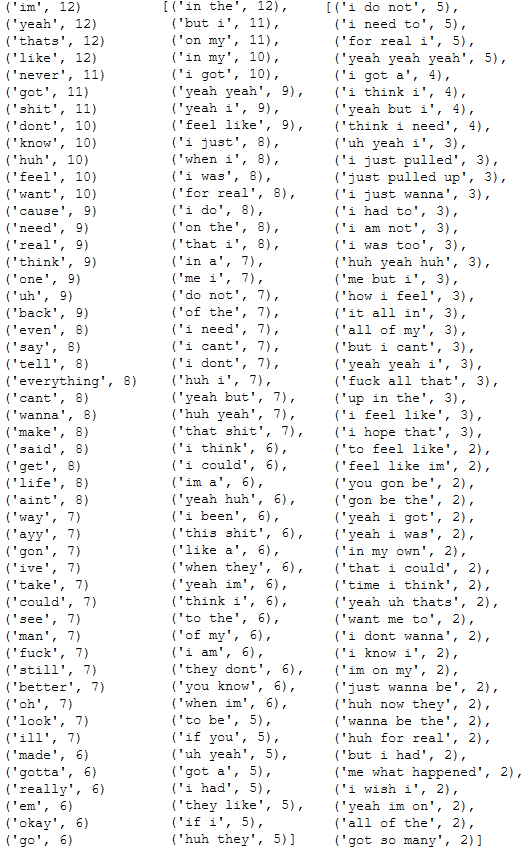 ('im', 12) [('in the', 12), [('i do not', 5),
('yeah', 12) ('but i', 11), ('i need to', 5),
('thats', 12) ('on my', 11), ('for real i', 5),
('like', 12) ('in my', 10), ('yeah yeah yeah', 5),
('never', 11) ('i got', 10), ('i got a', 4),
('got', 11) ('yeah yeah', 9), ('i think i', 4),
('shit', 11) ('yeah i', 9), ('yeah but i', 4),
('dont', 10) ('feel like', 9), ('think i need', 4),
('know', 10) ('i just', 8), ('uh yeah i', 3),
('huh', 10) ('when i', 8), ('i just pulled', 3),
('feel', 10) ('i was', 8), ('just pulled up', 3),
('want', 10) ('for real', 8), ('i just wanna', 3),
('cause', 9) ('i do', 8), ('i had to', 3),
('need', 9) ('on the', 8), ('i am not', 3),
('real', 9) ('that i', 8), ('i was too', 3),
('think', 9) ('in a', 7), ('huh yeah huh', 3),
('one', 9) ('me i', 7), ('me but i', 3),
('uh', 9) ('do not', 7), ('how i feel', 3),
('back', 9) ('of the', 7), ('it all in', 3),
('even', 8) ('i need', 7), ('all of my', 3),
('say', 8) ('i cant', 7), ('but i cant', 3),
('tell', 8) ('i dont', 7), ('yeah yeah i', 3),
('everything', 8) ('huh i', 7), ('fuck all that', 3),
('cant', 8) ('yeah but', 7), ('up in the', 3),
('wanna', 8) ('huh yeah', 7), ('i feel like', 3),
('make', 8) ('that shit', 7), ('i hope that', 3),
('said', 8) ('i think', 6), ('to feel like', 2),
('get', 8) ('i could', 6), ('feel like im', 2),
('life', 8) ('im a', 6), ('you gon be', 2),
('aint', 8) ('yeah huh', 6), ('gon be the', 2),
('way', 7) ('i been', 6), ('yeah i got', 2),
('ayy', 7) ('this shit', 6), ('yeah i was', 2),
('gon', 7) ('like a', 6), ('in my own', 2),
('ive', 7) ('when they', 6), ('that i could', 2),
('take', 7) ('yeah im', 6), ('time i think', 2),
('could', 7) ('think i', 6), ('yeah uh thats', 2),
('see', 7) ('to the', 6), ('want me to', 2),
('man', 7) ('of my', 6), ('i dont wanna', 2),
('fuck', 7) ('i am', 6), ('i know i', 2),
('still', 7) ('they dont', 6), ('im on my', 2),
('better', 7) ('you know', 6), ('just wanna be', 2),
('oh', 7) ('when im', 6), ('huh now they', 2),
('look', 7) ('to be', 5), ('wanna be the', 2),
('ill', 7) ('if you', 5), ('huh for real', 2),
('made', 6) ('uh yeah', 5), ('but i had', 2),
('gotta', 6) ('got a', 5), ('me what happened', 2),
('really', 6) ('i had', 5), ('i wish i', 2),
('em', 6) ('they like', 5), ('yeah im on', 2),
('okay', 6) ('if i', 5), ('all of the', 2),
('go', 6) ('huh they', 5)] ('got so many', 2)]